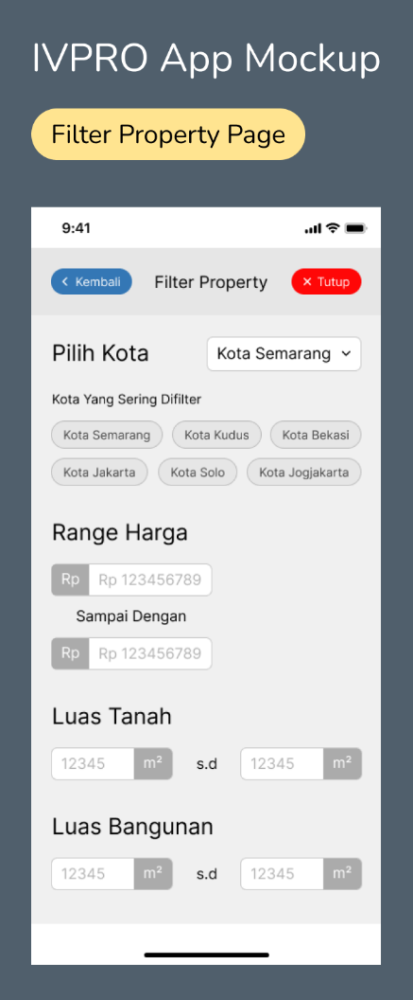 IVPRO App Mockup
Filter Property Page
9:41
Kembali
Filter Property
Tutup
Pilih Kota
Kota Semarang
Kota Yang Sering Difilter
Kota Semarang
Kota Kudus
Kota Bekasi
Kota Jakarta
Kota Solo
Kota Jogjakarta
Range Harga
Rp Rp 123456789
Sampai Dengan
Rp Rp 123456789
Luas Tanah
12345 m² s.d 12345 m²
Luas Bangunan
12345 m² s.d 12345 m²